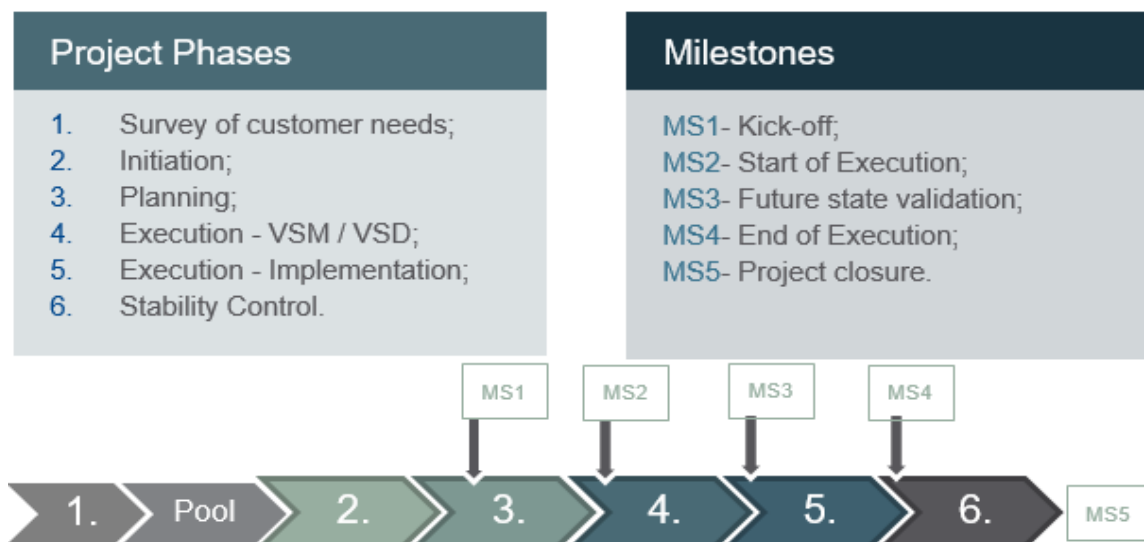 Project Phases
1. Survey of customer needs;
2. Initiation;
3. Planning;
4. Execution - VSM / VSD;
5. Execution - Implementation;
6. Stability Control.
Milestones
MS1- Kick-off;
MS2- Start of Execution;
MS3- Future state validation;
MS4- End of Execution;
MS5- Project closure.
MS1 MS2 MS3 MS4
1. Pool 2. 3. 4. 5. 6. MS5